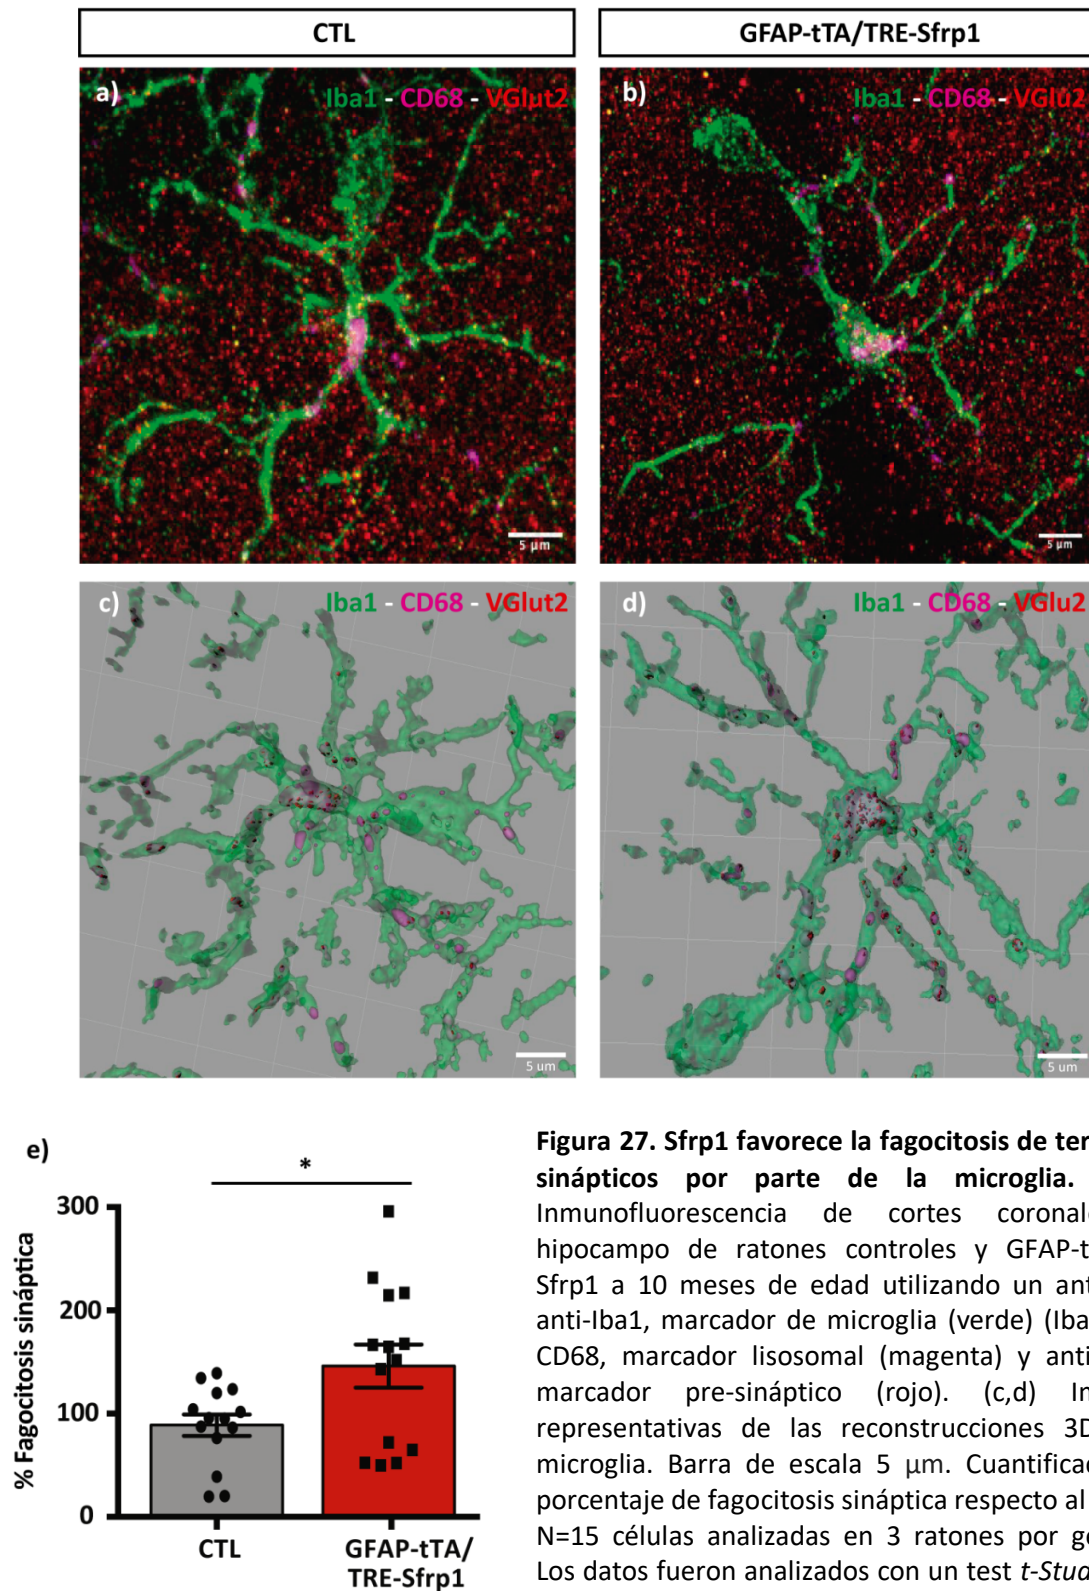 CTL
GFAP-tTA/TRE-Sfrp1
a)
Iba1 - CD68 - VGlut2
b)
Iba1 - CD68 - VGlu2
5 µm
5 µm
c)
Iba1 - CD68 - VGlut2
d)
Iba1 - CD68 - VGlu2
5 um
5 um
e)
*
% Fagocitosis sináptica
300
200
100
0
CTL
GFAP-tTA/
TRE-Sfrp1
Figura 27. Sfrp1 favorece la fagocitosis de ter
sinápticos por parte de la microglia.
Inmunofluorescencia de cortes coronal
hipocampo de ratones controles y GFAP-t
Sfrp1 a 10 meses de edad utilizando un ant
anti-Iba1, marcador de microglia (verde) (Iba
CD68, marcador lisosomal (magenta) y anti
marcador pre-sináptico (rojo). (c,d) Im
representativas de las reconstrucciones 3D
microglia. Barra de escala 5 µm. Cuantifica
porcentaje de fagocitosis sináptica respecto al
N=15 células analizadas en 3 ratones por g
Los datos fueron analizados con un test t-Stud